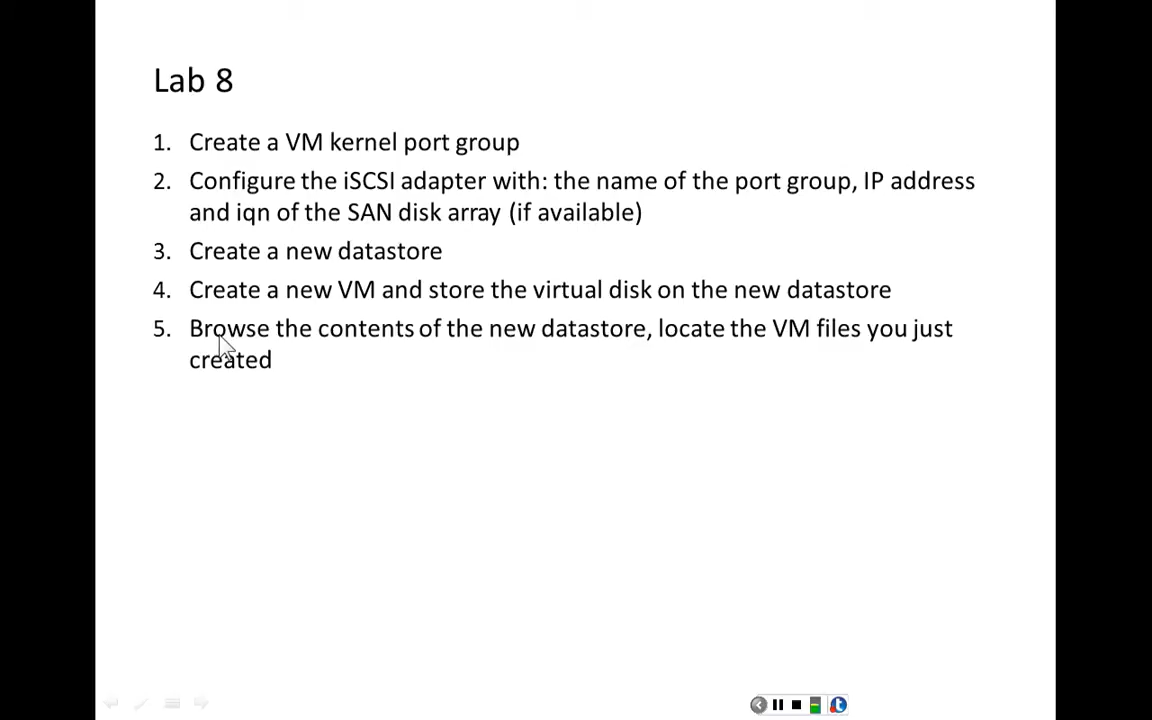 Lab 8
1. Create a VM kernel port group
2. Configure the iSCSI adapter with: the name of the port group, IP address
and iqn of the SAN disk array (if available)
3. Create a new datastore
4. Create a new VM and store the virtual disk on the new datastore
5. Browse the contents of the new datastore, locate the VM files you just
created